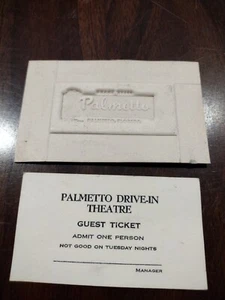 Palmetto
PALMETTO DRIVE-IN
THEATRE
GUEST TICKET
ADMIT ONE PERSON
NOT GOOD ON TUESDAY NIGHTS
MANAGER